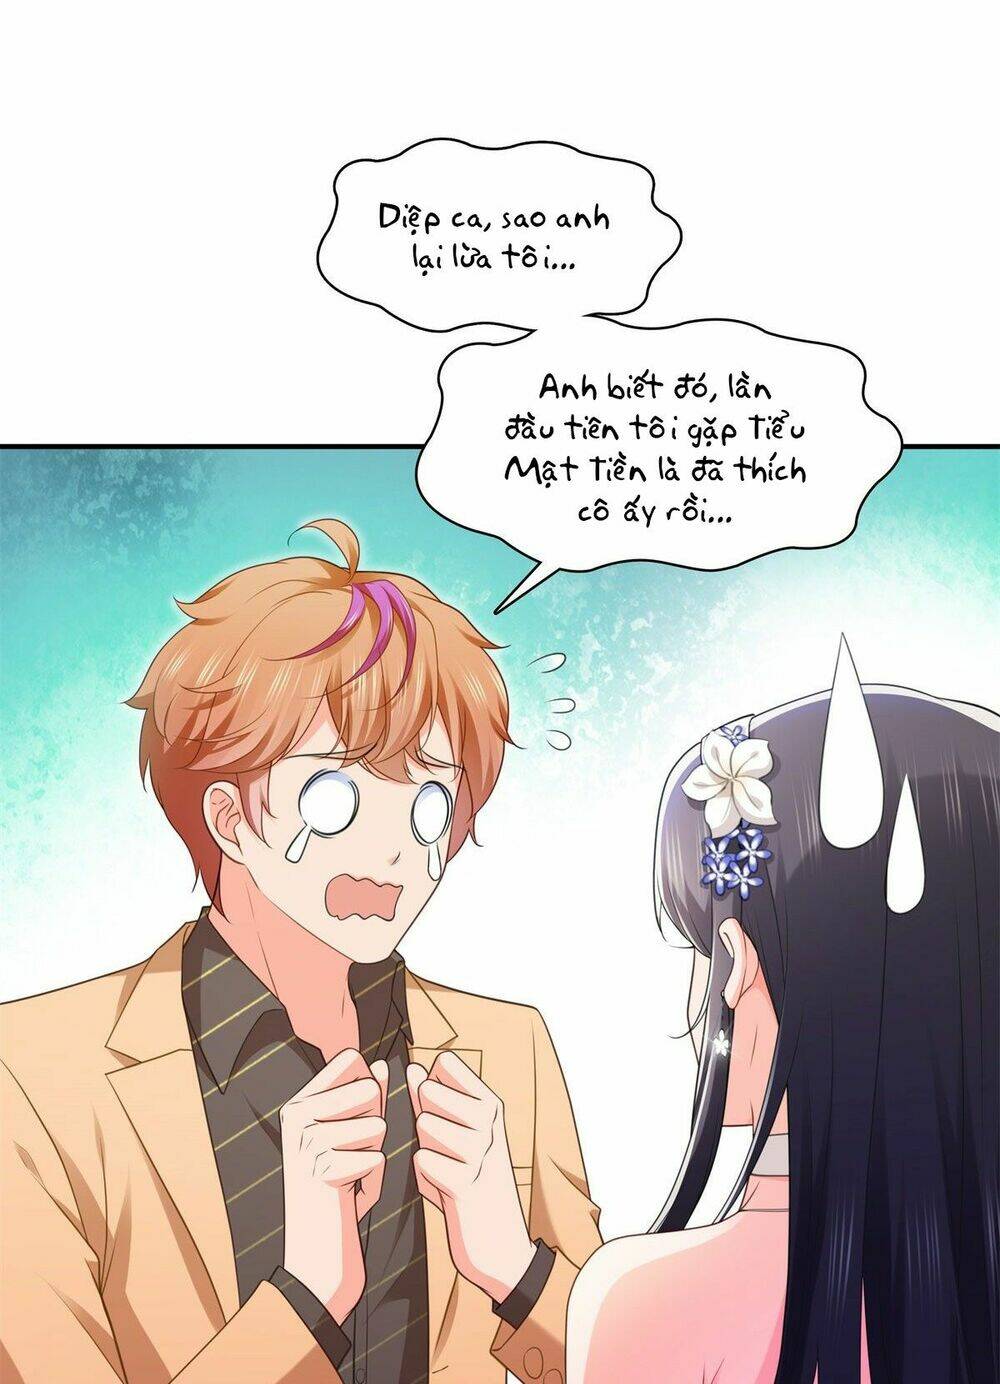 Diệp ca, sao anh
lại lừa tôi...
Anh biết đó, lần
đầu tiên tôi gặp Tiểu
Mật Tiền là đã thích
cô ấy rồi...